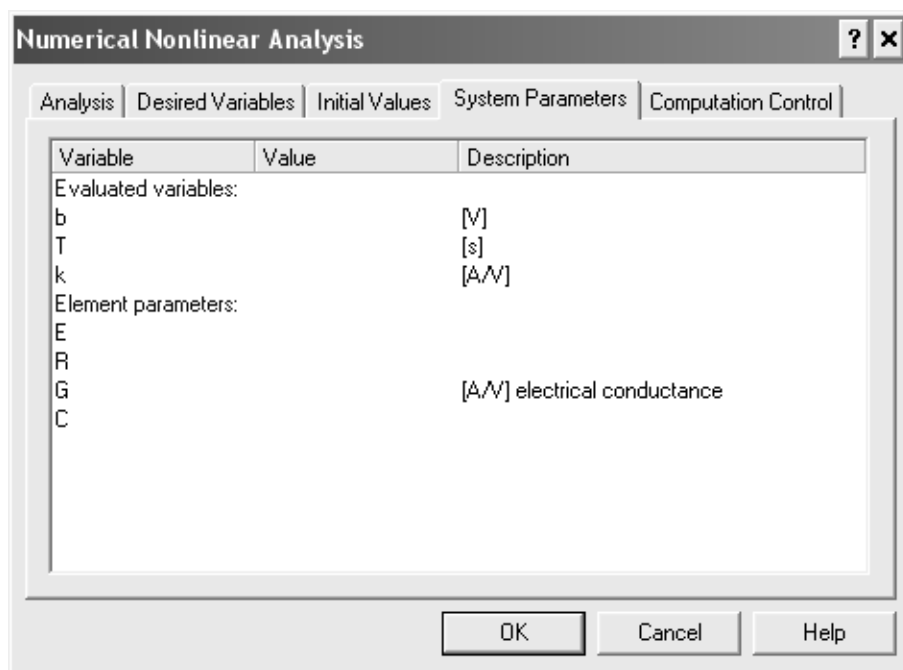 Numerical Nonlinear Analysis ? ×
Analysis Desired Variables Initial Values System Parameters Computation Control
Variable Value Description
Evaluated variables:
b [V]
T [s]
k [A/V]
Element parameters:
E
R
G [A/V] electrical conductance
C
OK Cancel Help